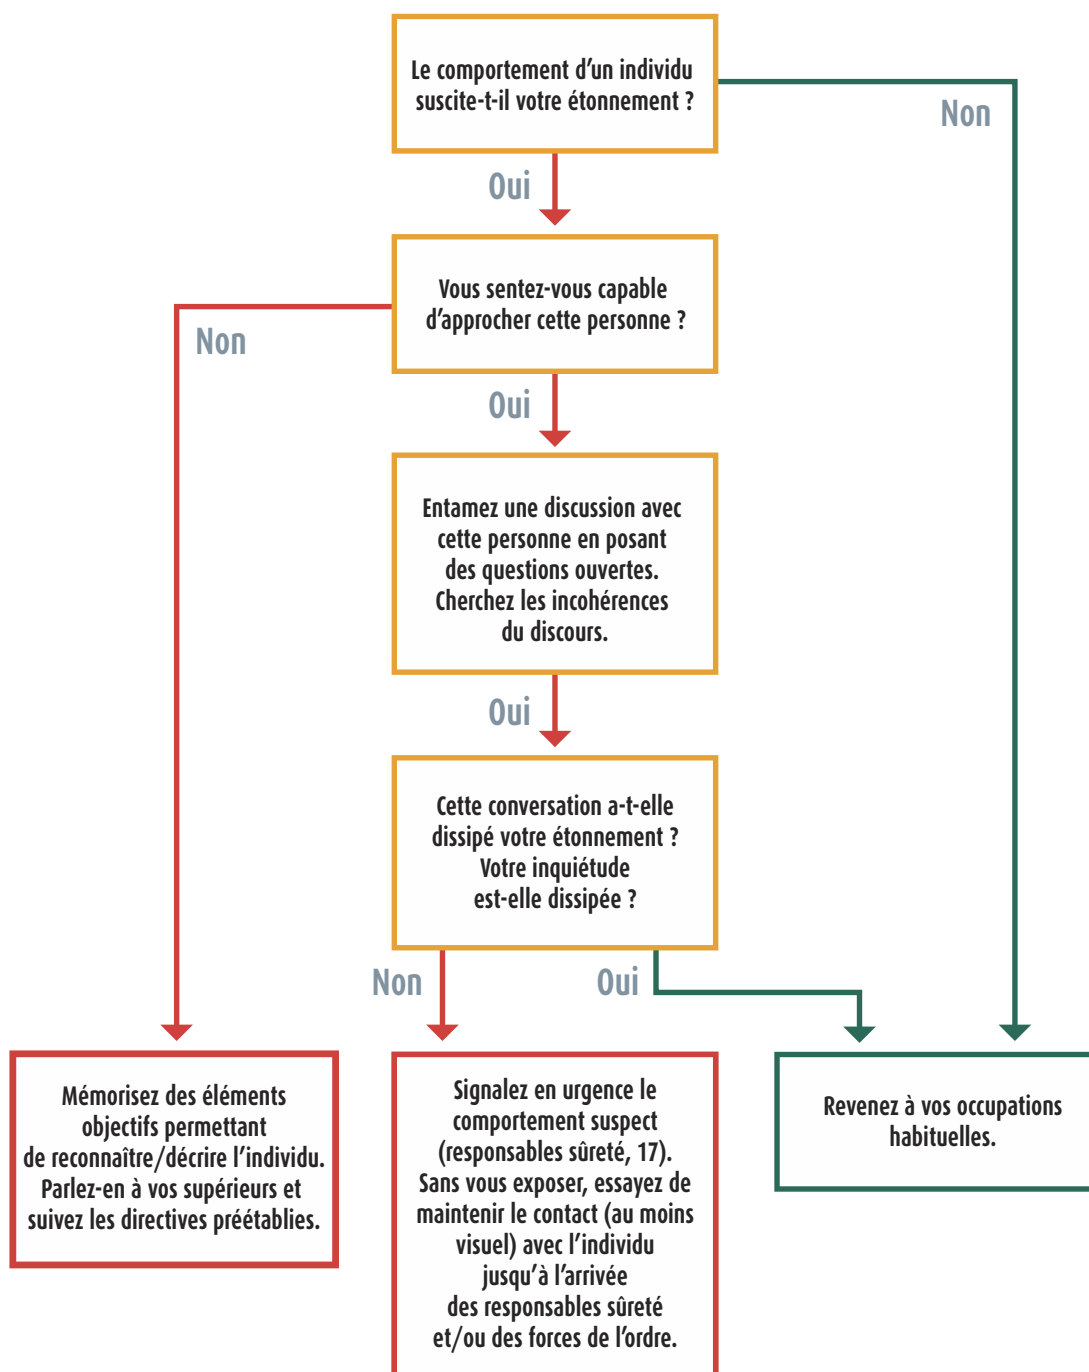 Le comportement d’un individu
suscite-t-il votre étonnement ?
Non
Oui
Vous sentez-vous capable
d’approcher cette personne ?
Non
Oui
Entamez une discussion avec
cette personne en posant
des questions ouvertes.
Cherchez les incohérences
du discours.
Oui
Cette conversation a-t-elle
dissipé votre étonnement ?
Votre inquiétude
est-elle dissipée ?
Non
Oui
Mémorisez des éléments
objectifs permettant
de reconnaître/décrire l’individu.
Parlez-en à vos supérieurs et
suivez les directives préétablies.
Signalez en urgence le
comportement suspect
(responsables sûreté, 17).
Sans vous exposer, essayez de
maintenir le contact (au moins
visuel) avec l’individu
jusqu’à l’arrivée
des responsables sûreté
et/ou des forces de l’ordre.
Revenez à vos occupations
habituelles.